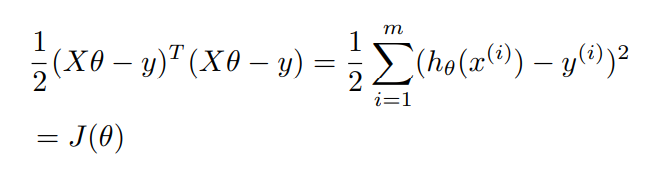 \frac{1}{2}(X\theta - y)^T(X\theta - y) = \frac{1}{2}\sum_{i=1}^{m}(h_\theta(x^{(i)}) - y^{(i)})^2
= J(\theta)